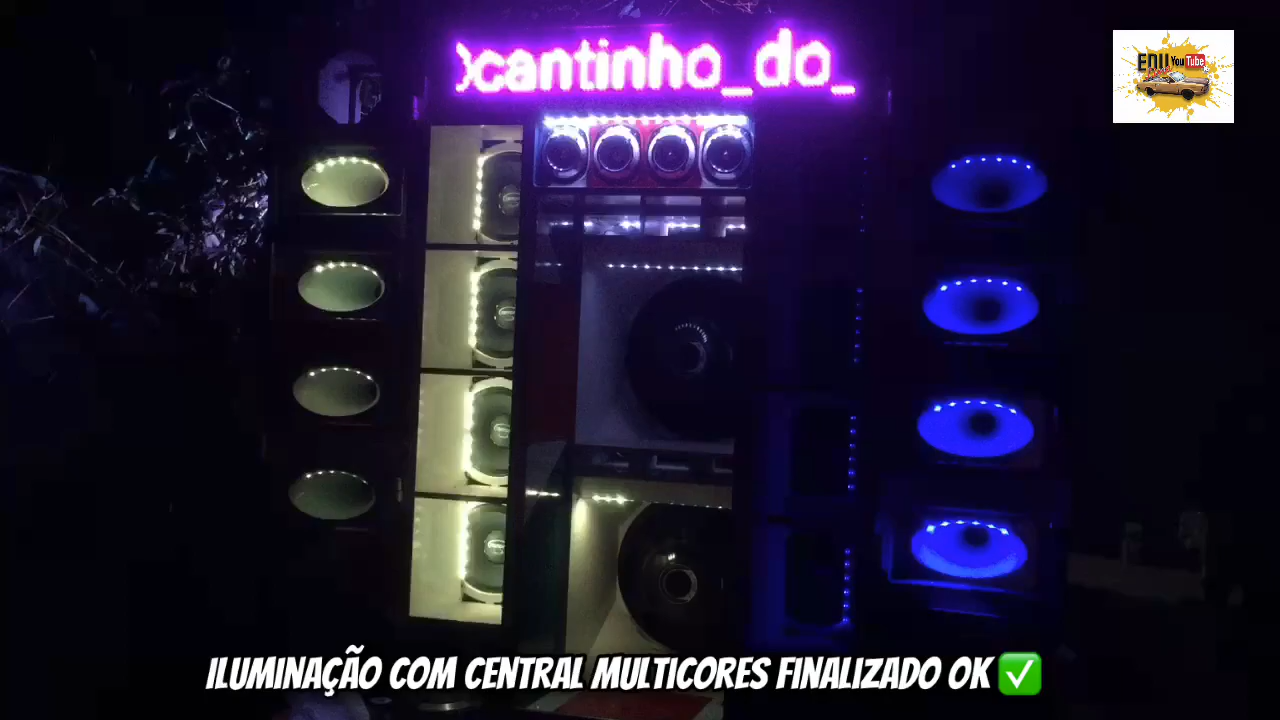 cantinho_do_
EDU
YouTube
ILUMINAÇÃO COM CENTRAL MULTICORES FINALIZADO OK ✅